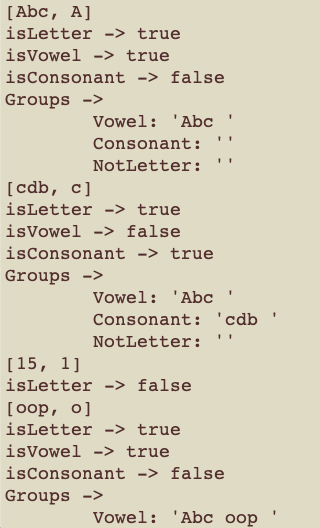 [Abc, A]
isLetter -> true
isVowel -> true
isConsonant -> false
Groups ->
        Vowel: 'Abc '
        Consonant: ''
        NotLetter: ''
[cdb, c]
isLetter -> true
isVowel -> false
isConsonant -> true
Groups ->
        Vowel: 'Abc '
        Consonant: 'cdb '
        NotLetter: ''
[15, 1]
isLetter -> false
[oop, o]
isLetter -> true
isVowel -> true
isConsonant -> false
Groups ->
        Vowel: 'Abc oop '